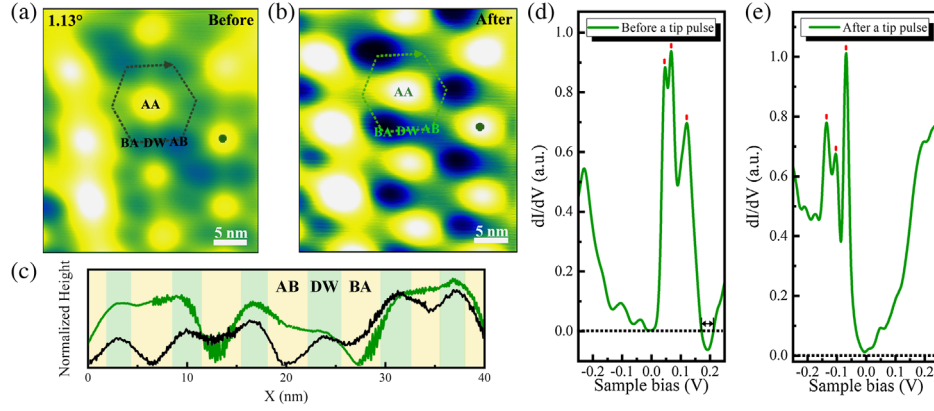 (a)
1.13°
Before
AA
BA DW AB
5 nm
(b)
After
AA
BA DW AB
5 nm
(c)
Normalized Height
AB DW BA
0 10 20 30 40
X (nm)
(d)
Before a tip pulse
dI/dV (a.u.)
1.0
0.8
0.6
0.4
0.2
0.0
-0.2 -0.1 0.0 0.1 0.2
Sample bias (V)
(e)
After a tip pulse
dI/dV (a.u.)
1.0
0.8
0.6
0.4
0.2
0.0
-0.2 -0.1 0.0 0.1 0.2
Sample bias (V)